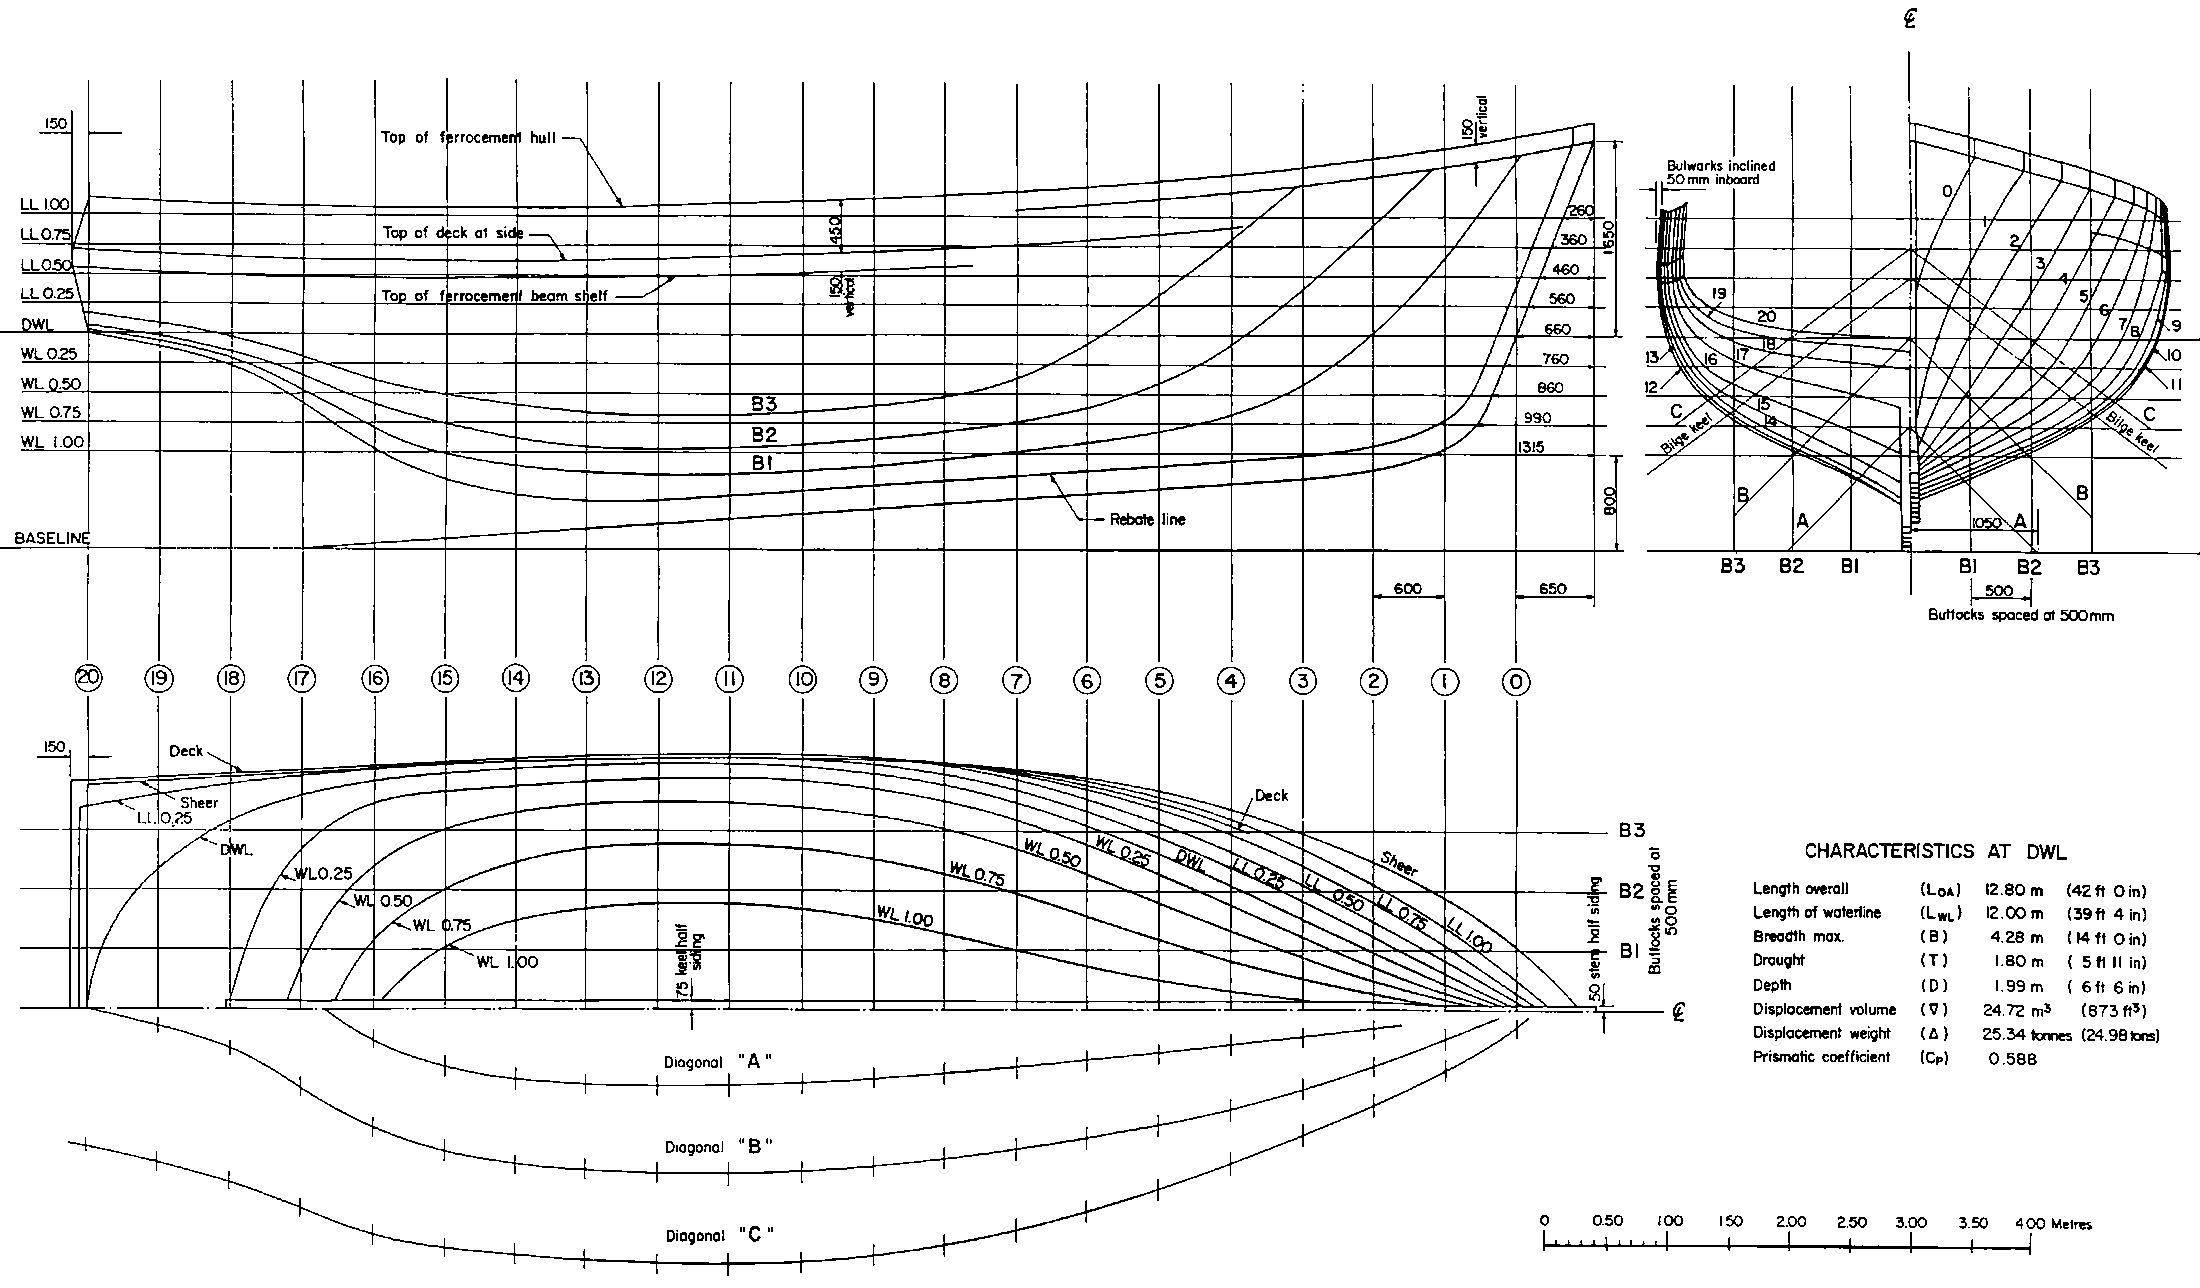 ℄
150
Top of ferrocement hull
150
vertical
Bulwarks inclined
50 mm inboard
LL 1.00
LL 0.75
LL 0.50
LL 0.25
DWL
WL 0.25
WL 0.50
WL 0.75
WL 1.00
BASELINE
Top of deck at side
Top of ferrocement beam shelf
450
150
vertical
B3
B2
B1
Rebate line
260
360
460
560
660
760
860
990
1315
1650
800
600
650
0
1
2
3
4
5
6
7
8
9
10
11
19
20
18
17
16
13
12
15
14
C
C
Bilge keel
Bilge keel
B
B
A
A
1050
B3 B2 B1 B1 B2 B3
500
Buttocks spaced at 500mm
20 19 18 17 16 15 14 13 12 11 10 9 8 7 6 5 4 3 2 1 0
150
Deck
Sheer
LL 0.25
DWL
WL 0.25
WL 0.50
WL 0.75
WL 1.00
75 keel half
siding
WL 1.00
WL 0.75
WL 0.50
WL 0.25
DWL
LL 0.25
LL 0.50
LL 0.75
LL 1.00
Deck
Sheer
B3
B2
B1
50 stem half siding
Buttocks spaced at
500mm
℄
Diagonal "A"
Diagonal "B"
Diagonal "C"
CHARACTERISTICS AT DWL
Length overall (LOA) 12.80 m (42 ft 0 in)
Length of waterline (LWL) 12.00 m (39 ft 4 in)
Breadth max. (B) 4.28 m (14 ft 0 in)
Draught (T) 1.80 m ( 5 ft 11 in)
Depth (D) 1.99 m ( 6 ft 6 in)
Displacement volume (∇) 24.72 m³ (873 ft³)
Displacement weight (Δ) 25.34 tonnes (24.98 tons)
Prismatic coefficient (CP) 0.588
0 0.50 1.00 1.50 2.00 2.50 3.00 3.50 4.00 Metres